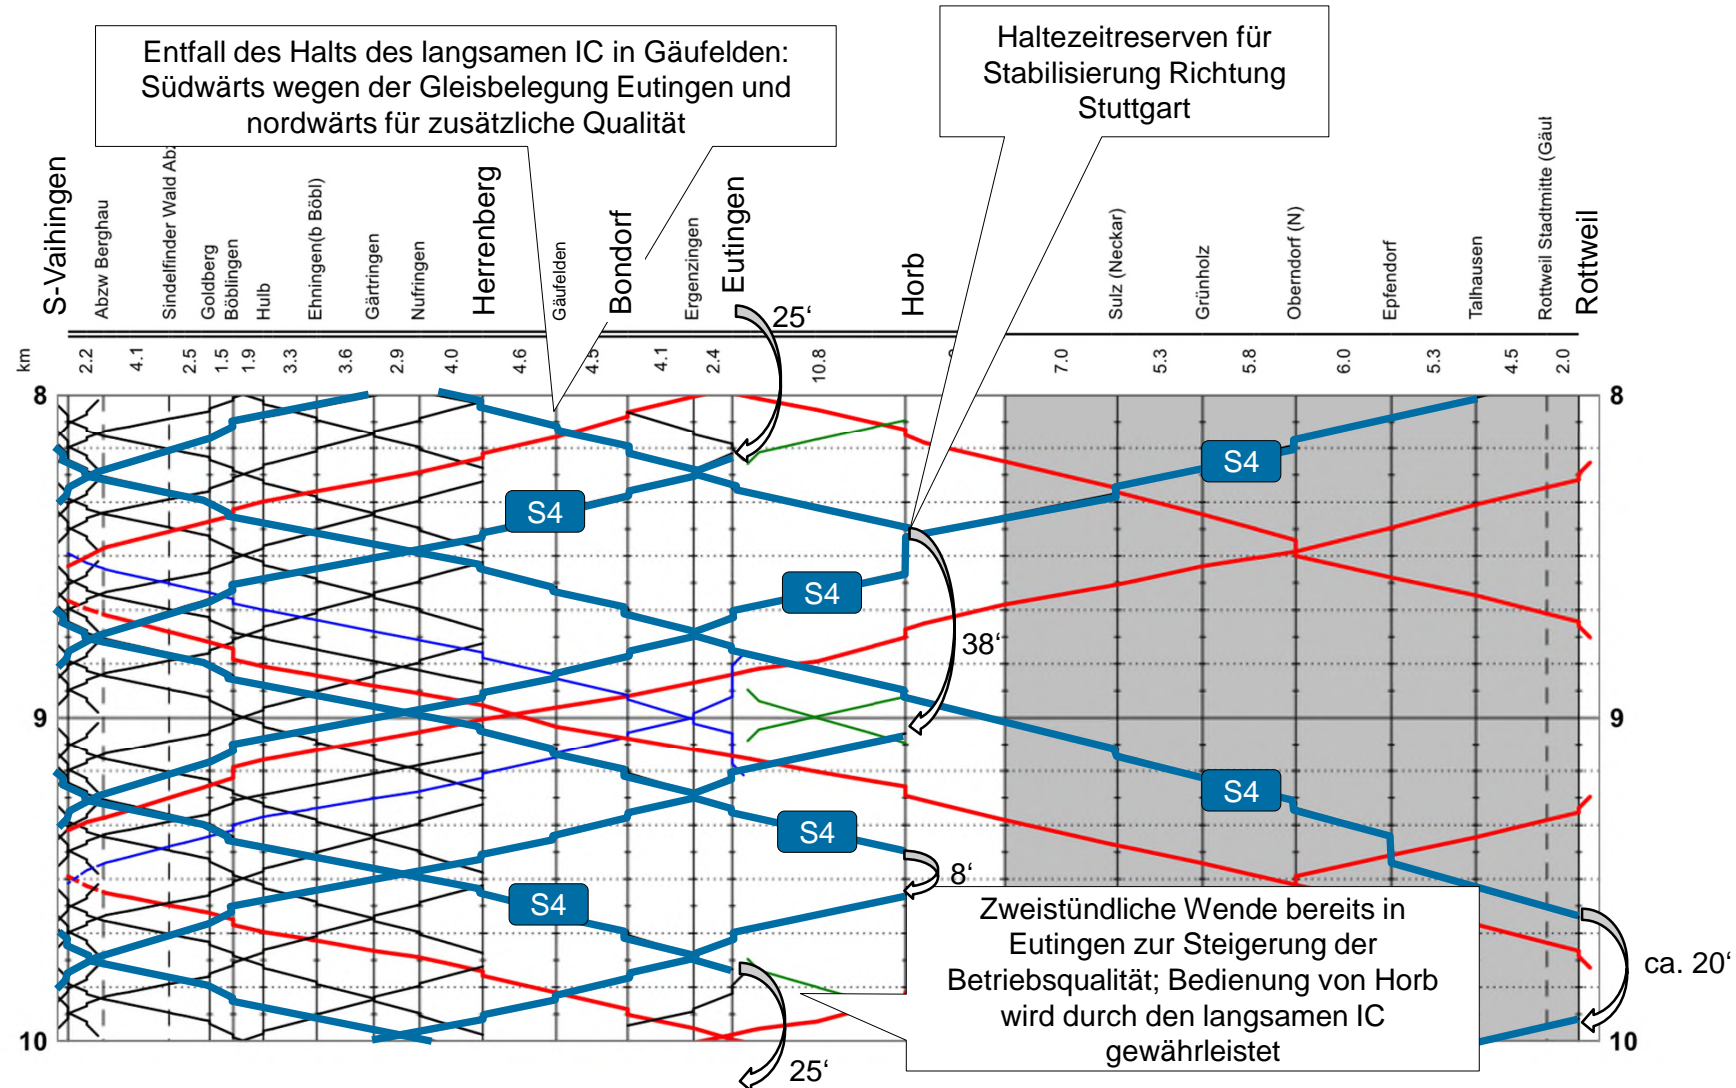 Entfall des Halts des langsamen IC in Gäufelden:
Südwärts wegen der Gleisbelegung Eutingen und
nordwärts für zusätzliche Qualität
Haltezeitreserven für
Stabilisierung Richtung
Stuttgart
S-Vaihingen
Abzw Berghau
Sindelfinder Wald Abz
Goldberg
Böblingen
Hulb
Ehningen(b Böbl)
Gärtringen
Nufringen
Herrenberg
Gäufelden
Bondorf
Ergenzingen
Eutingen
Horb
Sulz (Neckar)
Grünholz
Oberndorf (N)
Epfendorf
Talhausen
Rottweil Stadtmitte (Gäul
Rottweil
km
2.2
4.1
2.5
1.5
1.9
3.3
3.6
2.9
4.0
4.6
4.5
4.1
2.4
10.8
7.0
5.3
5.8
6.0
5.3
4.5
2.0
25‘
8
8
S4
S4
S4
38‘
9
9
S4
S4
8‘
S4
Zweistündliche Wende bereits in
Eutingen zur Steigerung der
Betriebsqualität; Bedienung von Horb
wird durch den langsamen IC
gewährleistet
ca. 20‘
10
10
25‘